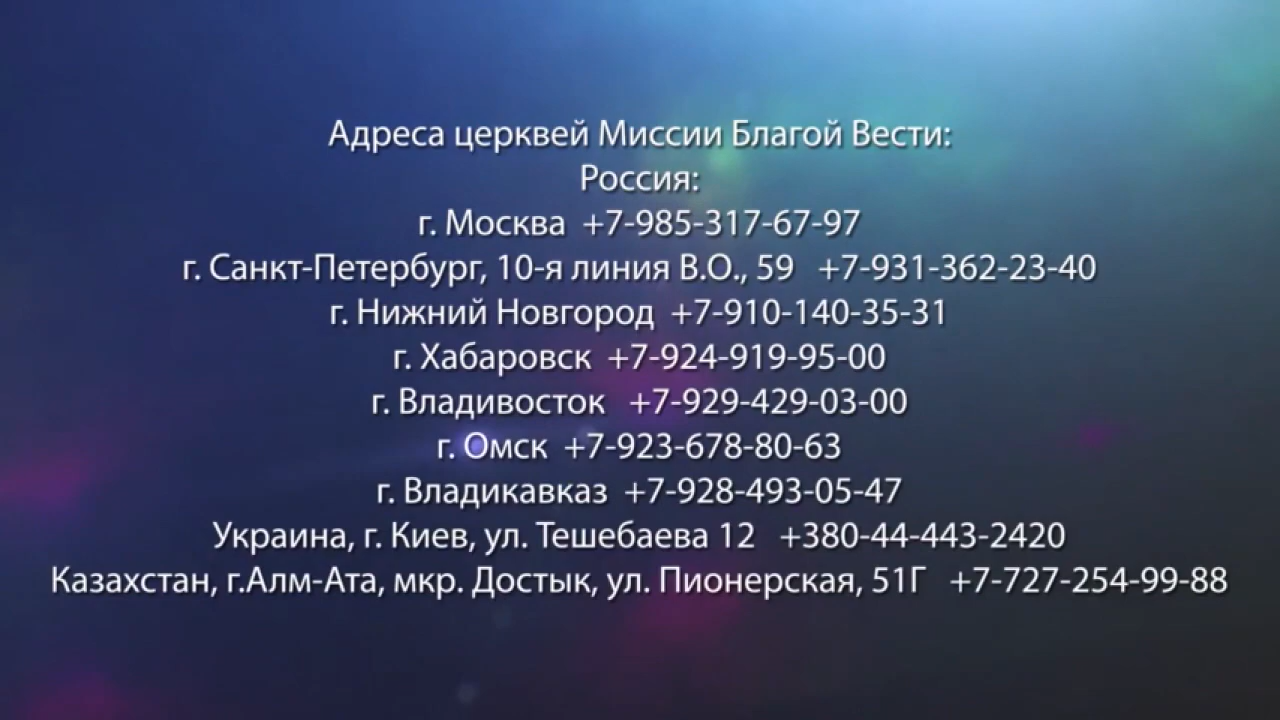 Адреса церквей Миссии Благой Вести:
Россия:
г. Москва +7-985-317-67-97
г. Санкт-Петербург, 10-я линия В.О., 59 +7-931-362-23-40
г. Нижний Новгород +7-910-140-35-31
г. Хабаровск +7-924-919-95-00
г. Владивосток +7-929-429-03-00
г. Омск +7-923-678-80-63
г. Владикавказ +7-928-493-05-47
Украина, г. Киев, ул. Тешебаева 12 +380-44-443-2420
Казахстан, г.Алм-Ата, мкр. Достык, ул. Пионерская, 51Г +7-727-254-99-88